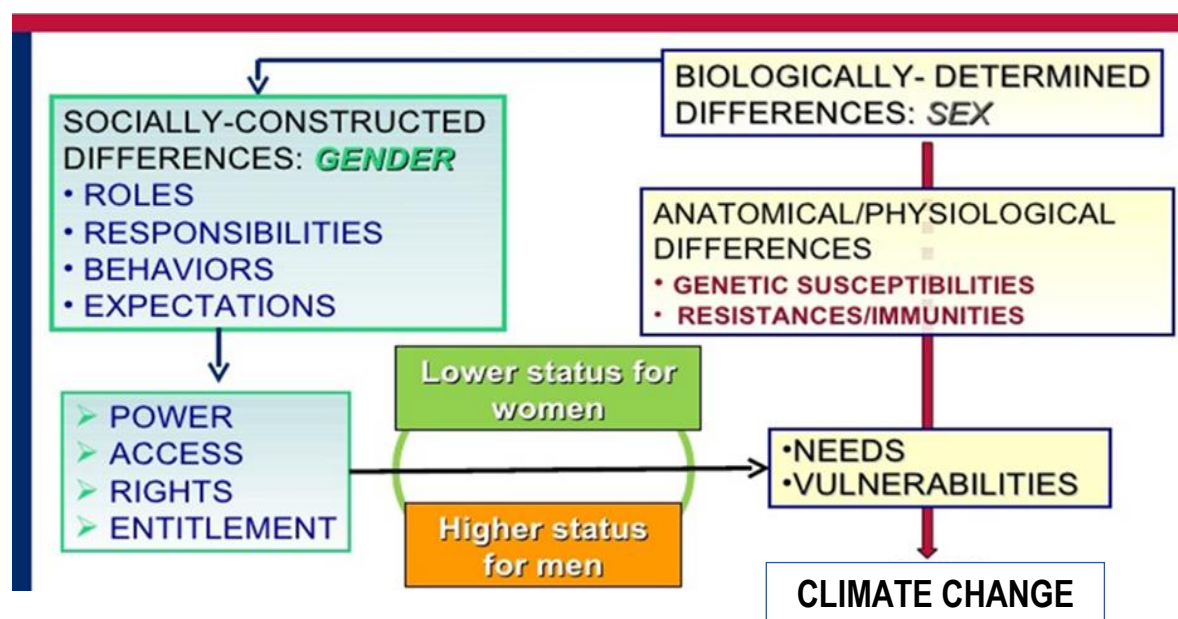 BIOLOGICALLY- DETERMINED
DIFFERENCES: SEX
SOCIALLY-CONSTRUCTED
DIFFERENCES: GENDER
• ROLES
• RESPONSIBILITIES
• BEHAVIORS
• EXPECTATIONS
ANATOMICAL/PHYSIOLOGICAL
DIFFERENCES
• GENETIC SUSCEPTIBILITIES
• RESISTANCES/IMMUNITIES
Lower status for
women
➢ POWER
➢ ACCESS
➢ RIGHTS
➢ ENTITLEMENT
•NEEDS
•VULNERABILITIES
Higher status
for men
CLIMATE CHANGE